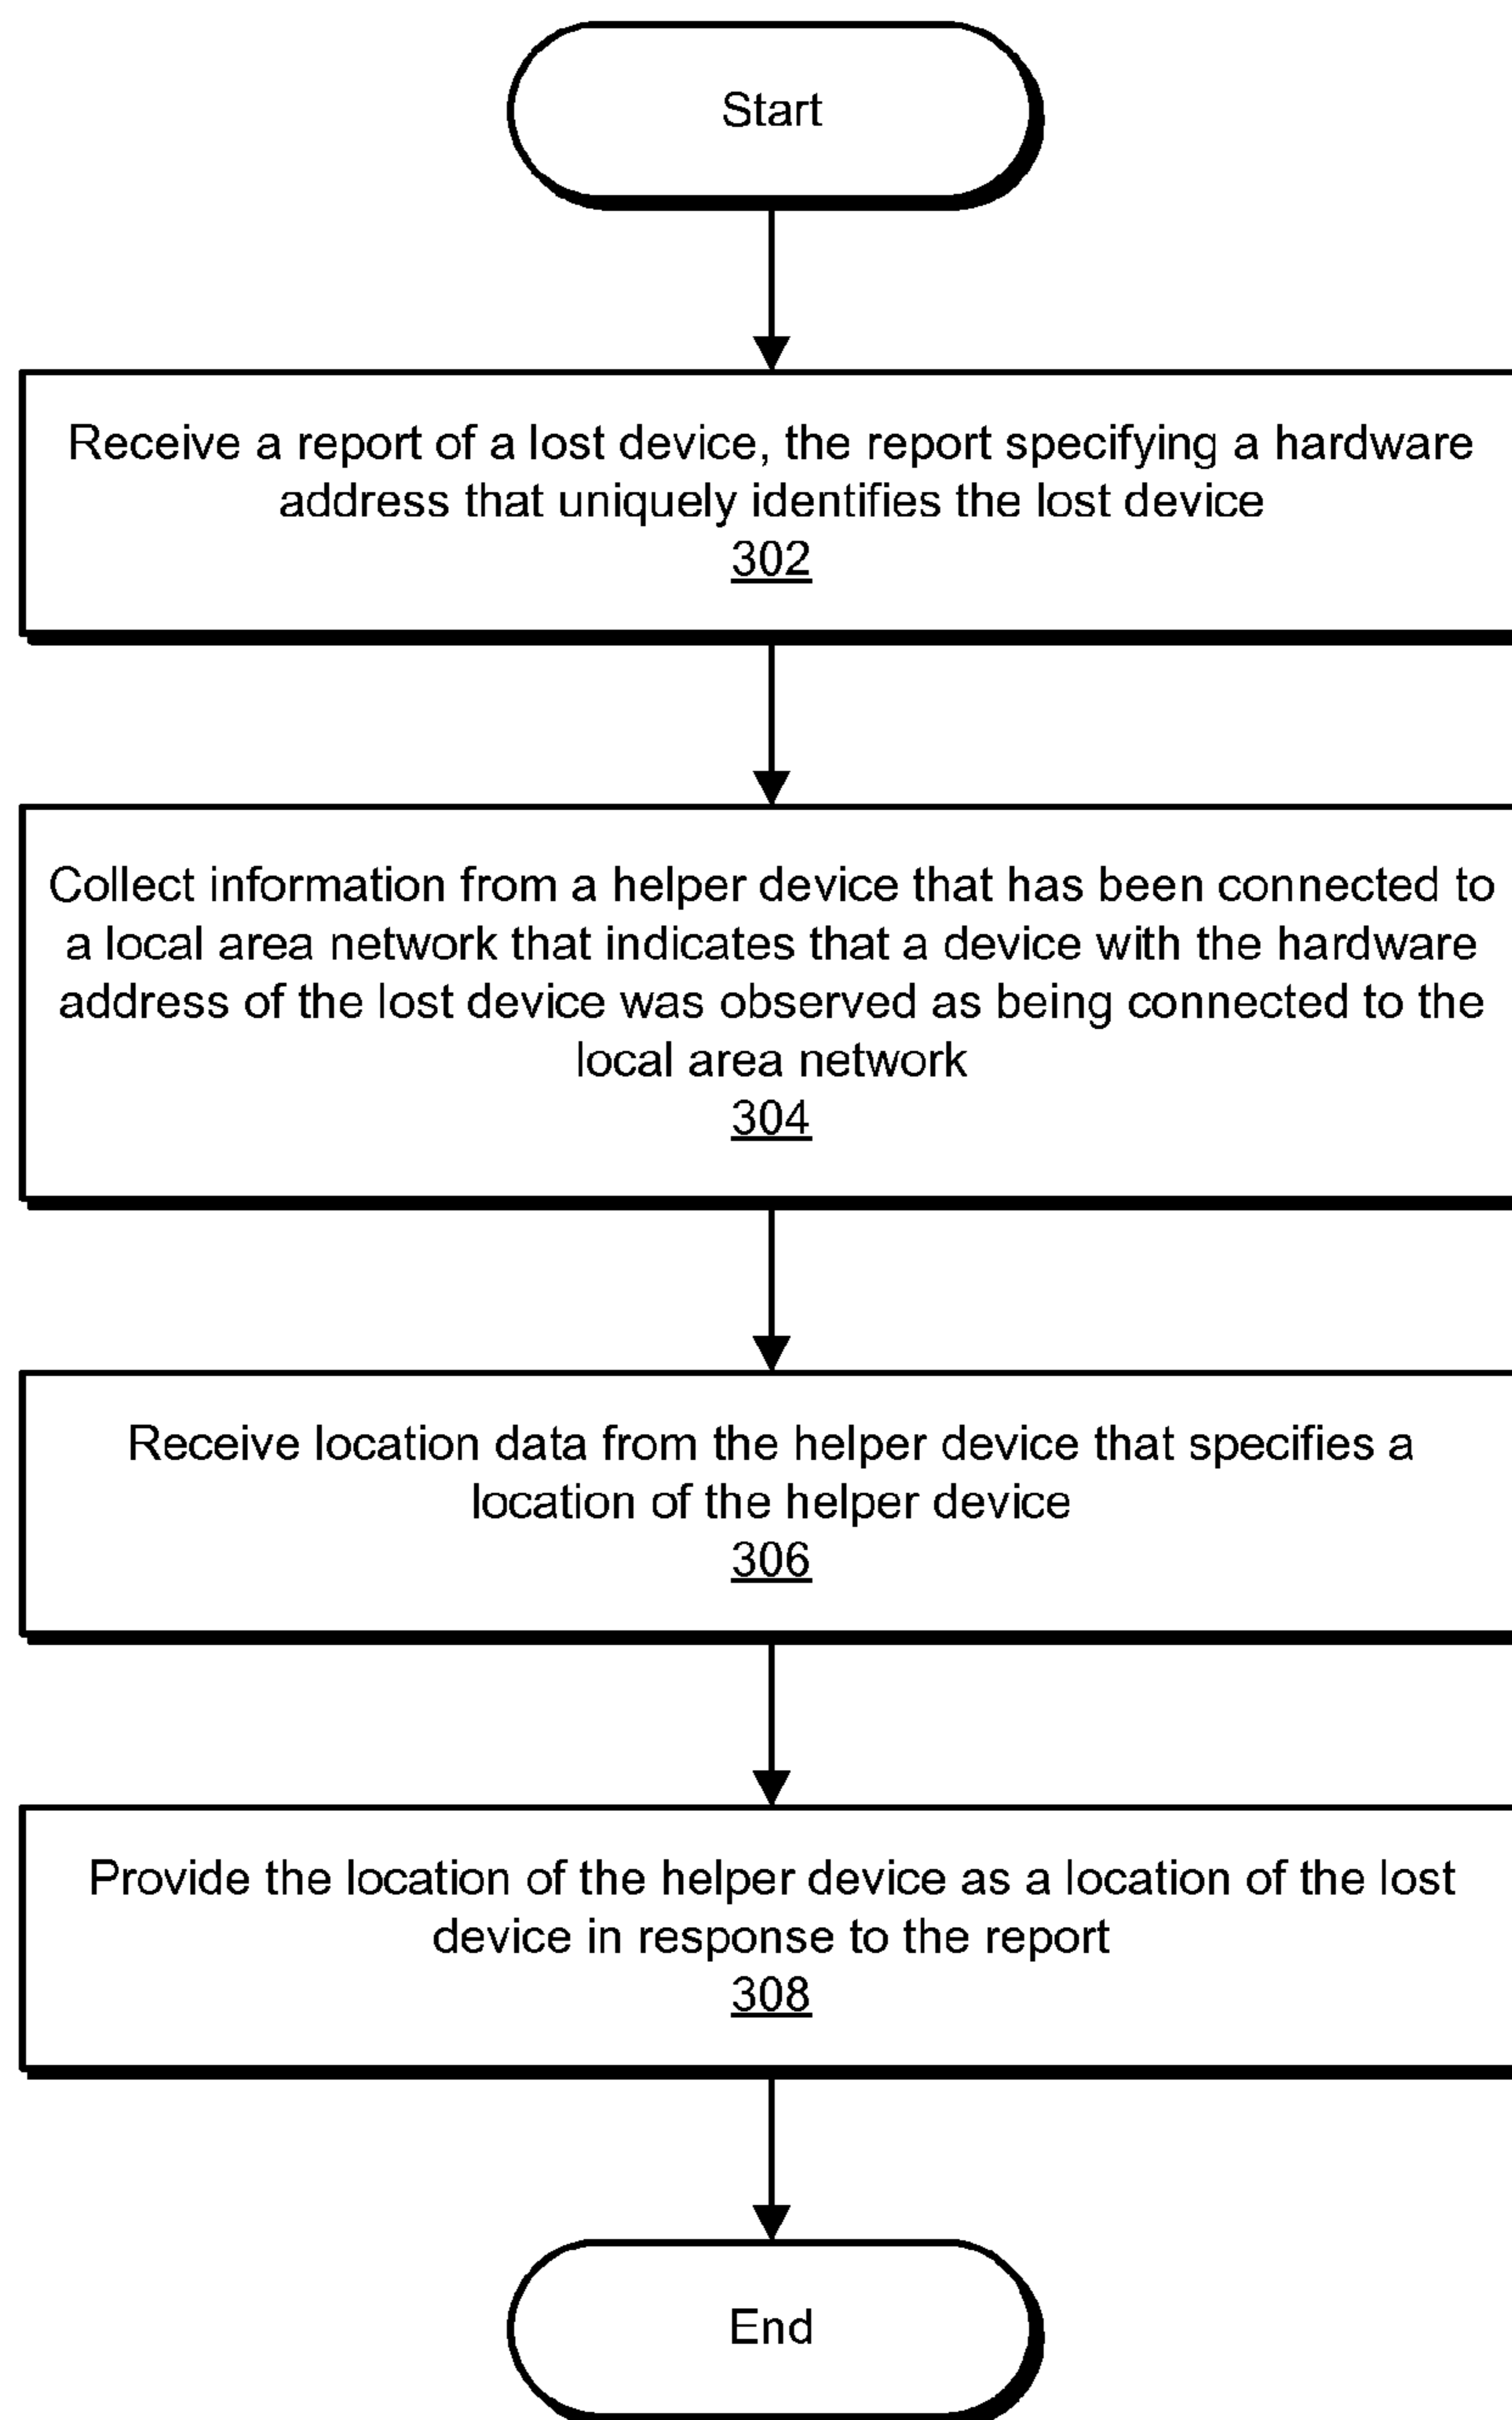 Start
Receive a report of a lost device, the report specifying a hardware
address that uniquely identifies the lost device
302
Collect information from a helper device that has been connected to
a local area network that indicates that a device with the hardware
address of the lost device was observed as being connected to the
local area network
304
Receive location data from the helper device that specifies a
location of the helper device
306
Provide the location of the helper device as a location of the lost
device in response to the report
308
End